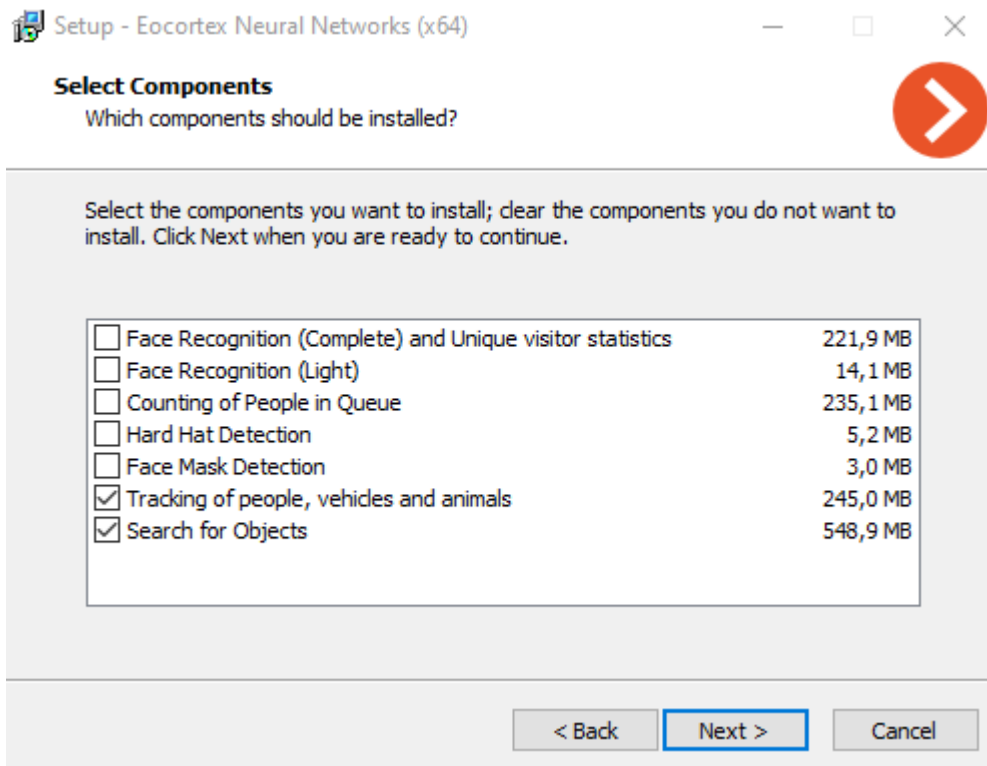 Setup - Eocortex Neural Networks (x64)
Select Components
Which components should be installed?
Select the components you want to install; clear the components you do not want to
install. Click Next when you are ready to continue.
Face Recognition (Complete) and Unique visitor statistics 221,9 MB
Face Recognition (Light) 14,1 MB
Counting of People in Queue 235,1 MB
Hard Hat Detection 5,2 MB
Face Mask Detection 3,0 MB
Tracking of people, vehicles and animals 245,0 MB
Search for Objects 548,9 MB
< Back Next > Cancel